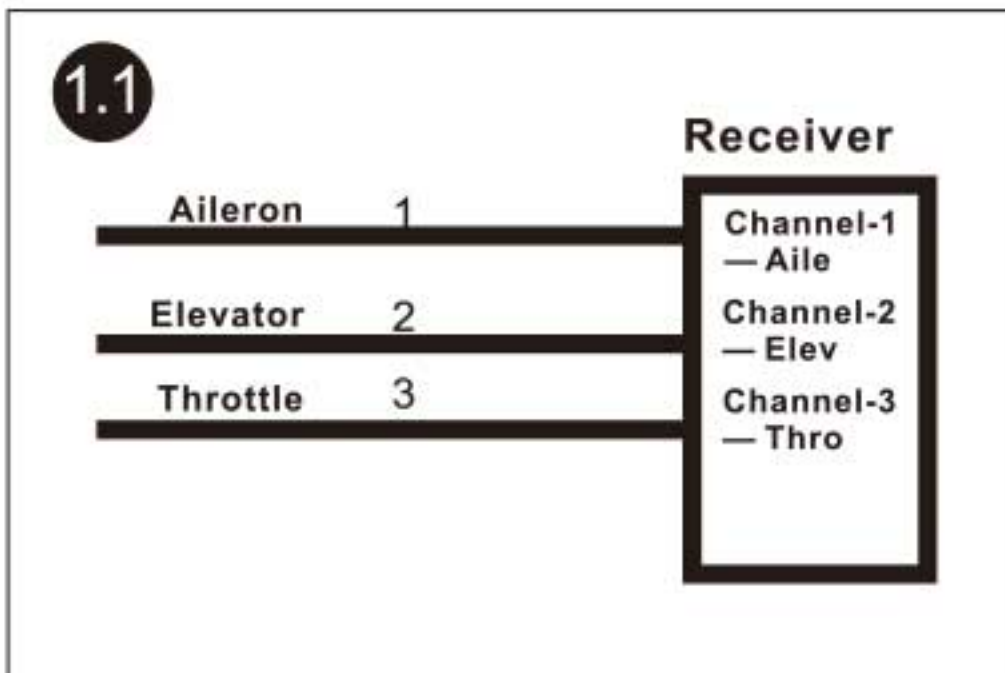 1.1
Receiver
Aileron 1
Channel-1
— Aile
Elevator 2
Channel-2
— Elev
Throttle 3
Channel-3
— Thro